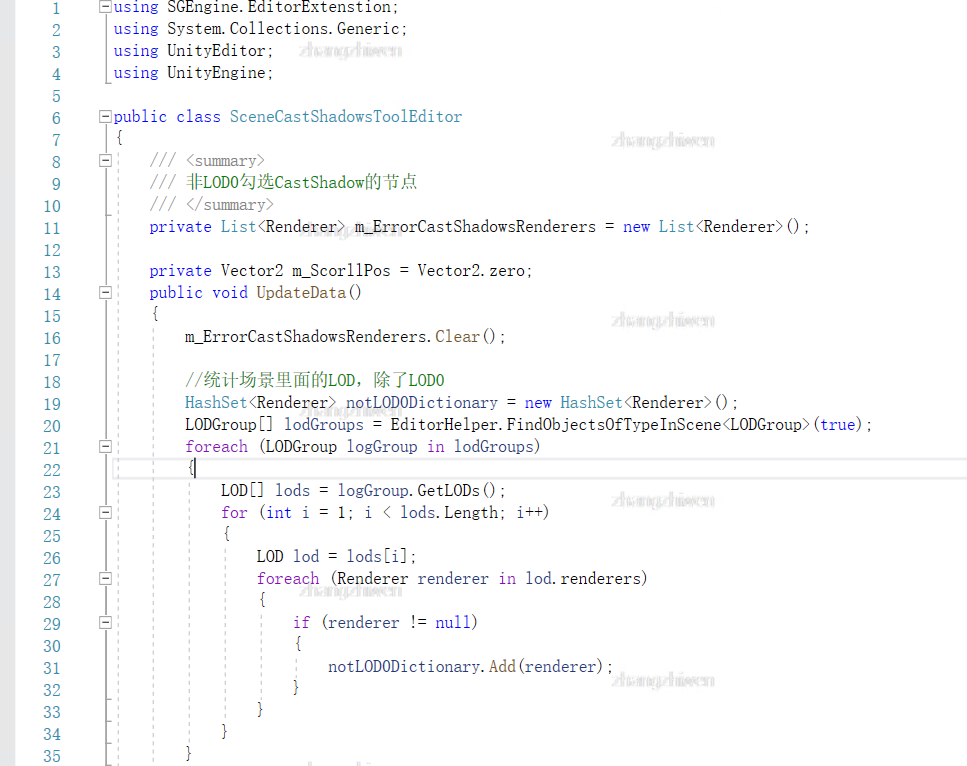 1 using SGEngine.EditorExtenstion;
2 using System.Collections.Generic;
3 using UnityEditor;
4 using UnityEngine;
5
6 public class SceneCastShadowsToolEditor
7 {
8 /// <summary>
9 /// 非LOD0勾选CastShadow的节点
10 /// </summary>
11 private List<Renderer> m_ErrorCastShadowsRenderers = new List<Renderer>();
12
13 private Vector2 m_ScorllPos = Vector2.zero;
14 public void UpdateData()
15 {
16 m_ErrorCastShadowsRenderers.Clear();
17
18 //统计场景里面的LOD，除了LOD0
19 HashSet<Renderer> notLOD0Dictionary = new HashSet<Renderer>();
20 LODGroup[] lodGroups = EditorHelper.FindObjectsOfTypeInScene<LODGroup>(true);
21 foreach (LODGroup logGroup in lodGroups)
22 {
23 LOD[] lods = logGroup.GetLODs();
24 for (int i = 1; i < lods.Length; i++)
25 {
26 LOD lod = lods[i];
27 foreach (Renderer renderer in lod.renderers)
28 {
29 if (renderer != null)
30 {
31 notLOD0Dictionary.Add(renderer);
32 }
33 }
34 }
35 }